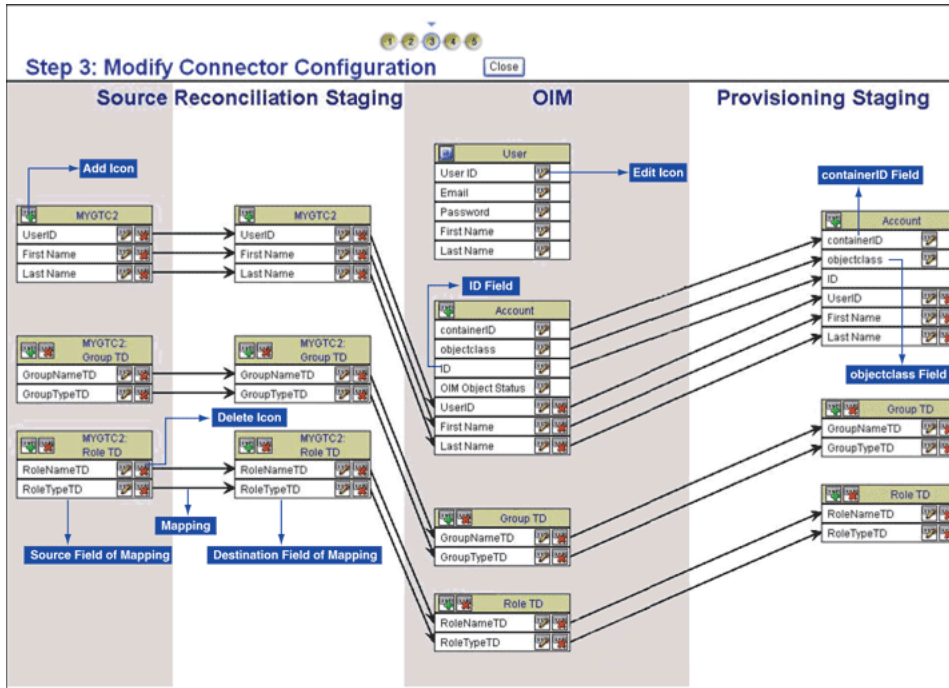 1 2 3 4 5
Step 3: Modify Connector Configuration
Close
Source
Reconciliation Staging
OIM
Provisioning Staging
Add Icon
MYGTC2
UserID
First Name
Last Name
MYGTC2:
Group TD
GroupNameTD
GroupTypeTD
MYGTC2:
Role TD
RoleNameTD
RoleTypeTD
Source Field of Mapping
Delete Icon
Mapping
MYGTC2
UserID
First Name
Last Name
MYGTC2:
Group TD
GroupNameTD
GroupTypeTD
MYGTC2:
Role TD
RoleNameTD
RoleTypeTD
Destination Field of Mapping
User
User ID
Email
Password
First Name
Last Name
Edit Icon
ID Field
Account
containerID
objectclass
ID
OIM Object Status
UserID
First Name
Last Name
Group TD
GroupNameTD
GroupTypeTD
Role TD
RoleNameTD
RoleTypeTD
containerID Field
Account
containerID
objectclass
ID
UserID
First Name
Last Name
objectclass Field
Group TD
GroupNameTD
GroupTypeTD
Role TD
RoleNameTD
RoleTypeTD